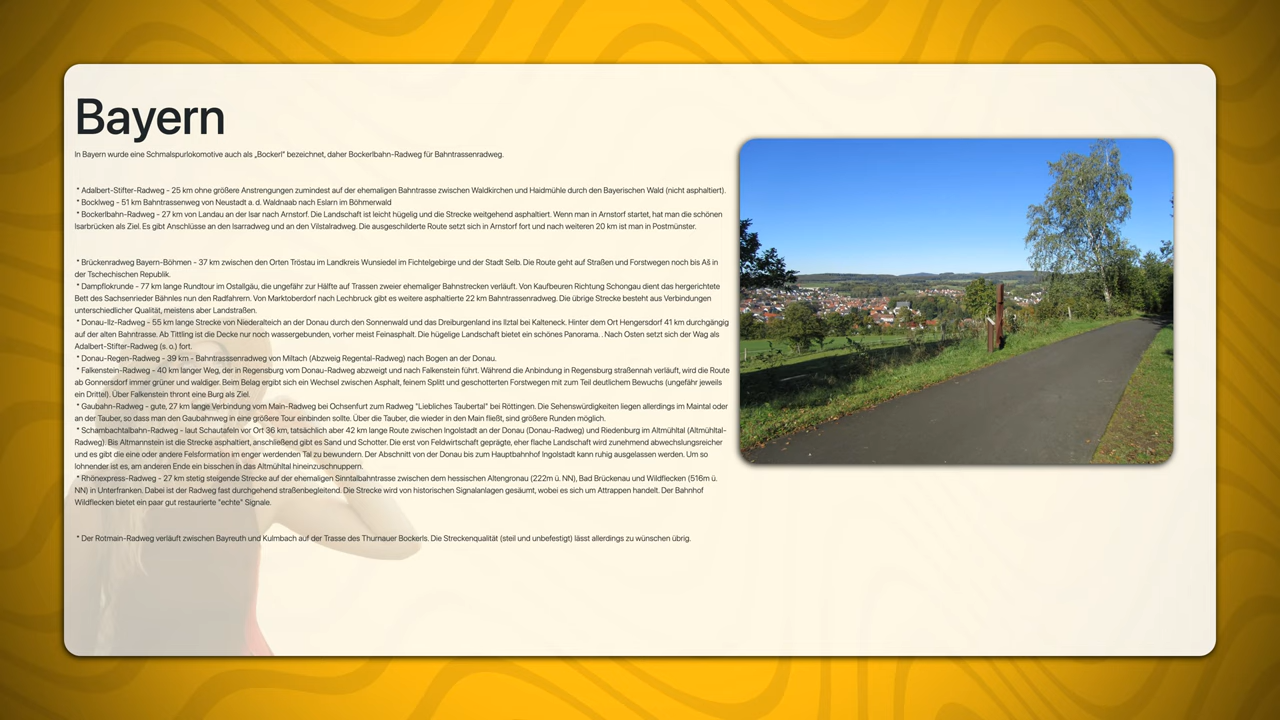 Bayern
In Bayern wurde eine Schmalspurlokomotive auch als „Bockerl" bezeichnet, daher Bockerlbahn-Radweg für Bahntrassenradweg.
* Adalbert-Stifter-Radweg - 25 km ohne größere Anstrengungen zumindest auf der ehemaligen Bahntrasse zwischen Waldkirchen und Haidmühle durch den Bayerischen Wald (nicht asphaltiert).
* Bocklweg - 51 km Bahntrassenweg von Neustadt a. d. Waldnaab nach Eslarn im Böhmerwald
* Bockerlbahn-Radweg - 27 km von Landau an der Isar nach Arnstorf. Die Landschaft ist leicht hügelig und die Strecke weitgehend asphaltiert. Wenn man in Arnstorf startet, hat man die schönen
Isarbrücken als Ziel. Es gibt Anschlüsse an den Isarradweg und an den Vilstalradweg. Die ausgeschilderte Route setzt sich in Arnstorf fort und nach weiteren 20 km ist man in Postmünster.
* Brückenradweg Bayern-Böhmen - 37 km zwischen den Orten Tröstau im Landkreis Wunsiedel im Fichtelgebirge und der Stadt Selb. Die Route geht auf Straßen und Forstwegen noch bis Aš in
der Tschechischen Republik.
* Dampflokrunde - 77 km lange Rundtour im Ostallgäu, die ungefähr zur Hälfte auf Trassen zweier ehemaliger Bahnstrecken verläuft. Von Kaufbeuren Richtung Schongau dient das hergerichtete
Bett des Sachsenrieder Bähnles nun den Radfahrern. Von Marktoberdorf nach Lechbruck gibt es weitere asphaltierte 22 km Bahntrassenradweg. Die übrige Strecke besteht aus Verbindungen
unterschiedlicher Qualität, meistens aber Landstraßen.
* Donau-Ilz-Radweg - 55 km lange Strecke von Niederalteich an der Donau durch den Sonnenwald und das Dreiburgenland ins Ilztal bei Kalteneck. Hinter dem Ort Hengersdorf 41 km durchgängig
auf der alten Bahntrasse. Ab Tittling ist die Decke nur noch wassergebunden, vorher meist Feinasphalt. Die hügelige Landschaft bietet ein schönes Panorama. . Nach Osten setzt sich der Wag als
Adalbert-Stifter-Radweg (s. o.) fort.
* Donau-Regen-Radweg - 39 km - Bahntrasssenradweg von Miltach (Abzweig Regental-Radweg) nach Bogen an der Donau.
* Falkenstein-Radweg - 40 km langer Weg, der in Regensburg vom Donau-Radweg abzweigt und nach Falkenstein führt. Während die Anbindung in Regensburg straßennah verläuft, wird die Route
ab Gonnersdorf immer grüner und waldiger. Beim Belag ergibt sich ein Wechsel zwischen Asphalt, feinem Splitt und geschotterten Forstwegen mit zum Teil deutlichem Bewuchs (ungefähr jeweils
ein Drittel). Über Falkenstein thront eine Burg als Ziel.
* Gaubahn-Radweg - gute, 27 km lange Verbindung vom Main-Radweg bei Ochsenfurt zum Radweg "Liebliches Taubertal" bei Röttingen. Die Sehenswürdigkeiten liegen allerdings im Maintal oder
an der Tauber, so dass man den Gaubahnweg in eine größere Tour einbinden sollte. Über die Tauber, die wieder in den Main fließt, sind größere Runden möglich.
* Schambachtalbahn-Radweg - laut Schautafeln vor Ort 36 km, tatsächlich aber 42 km lange Route zwischen Ingolstadt an der Donau (Donau-Radweg) und Riedenburg im Altmühltal (Altmühltal-
Radweg). Bis Altmannstein ist die Strecke asphaltiert, anschließend gibt es Sand und Schotter. Die erst von Feldwirtschaft geprägte, eher flache Landschaft wird zunehmend abwechslungsreicher
und es gibt die eine oder andere Felsformation im enger werdenden Tal zu bewundern. Der Abschnitt von der Donau bis zum Hauptbahnhof Ingolstadt kann ruhig ausgelassen werden. Um so
lohnender ist es, am anderen Ende ein bisschen in das Altmühltal hineinzuschnuppern.
* Rhönexpress-Radweg - 27 km stetig steigende Strecke auf der ehemaligen Sinntalbahntrasse zwischen dem hessischen Altengronau (222m ü. NN), Bad Brückenau und Wildflecken (516m ü.
NN) in Unterfranken. Dabei ist der Radweg fast durchgehend straßenbegleitend. Die Strecke wird von historischen Signalanlagen gesäumt, wobei es sich um Attrappen handelt. Der Bahnhof
Wildflecken bietet ein paar gut restaurierte "echte" Signale.
* Der Rotmain-Radweg verläuft zwischen Bayreuth und Kulmbach auf der Trasse des Thurnauer Bockerls. Die Streckenqualität (steil und unbefestigt) lässt allerdings zu wünschen übrig.